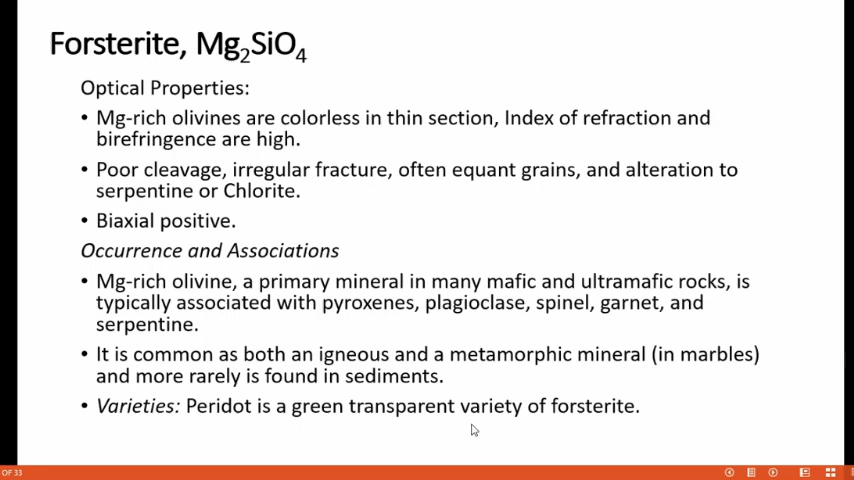 Forsterite, Mg₂SiO₄
Optical Properties:
• Mg-rich olivines are colorless in thin section, Index of refraction and
birefringence are high.
• Poor cleavage, irregular fracture, often equant grains, and alteration to
serpentine or Chlorite.
• Biaxial positive.
Occurrence and Associations
• Mg-rich olivine, a primary mineral in many mafic and ultramafic rocks, is
typically associated with pyroxenes, plagioclase, spinel, garnet, and
serpentine.
• It is common as both an igneous and a metamorphic mineral (in marbles)
and more rarely is found in sediments.
• Varieties: Peridot is a green transparent variety of forsterite.
OF 33